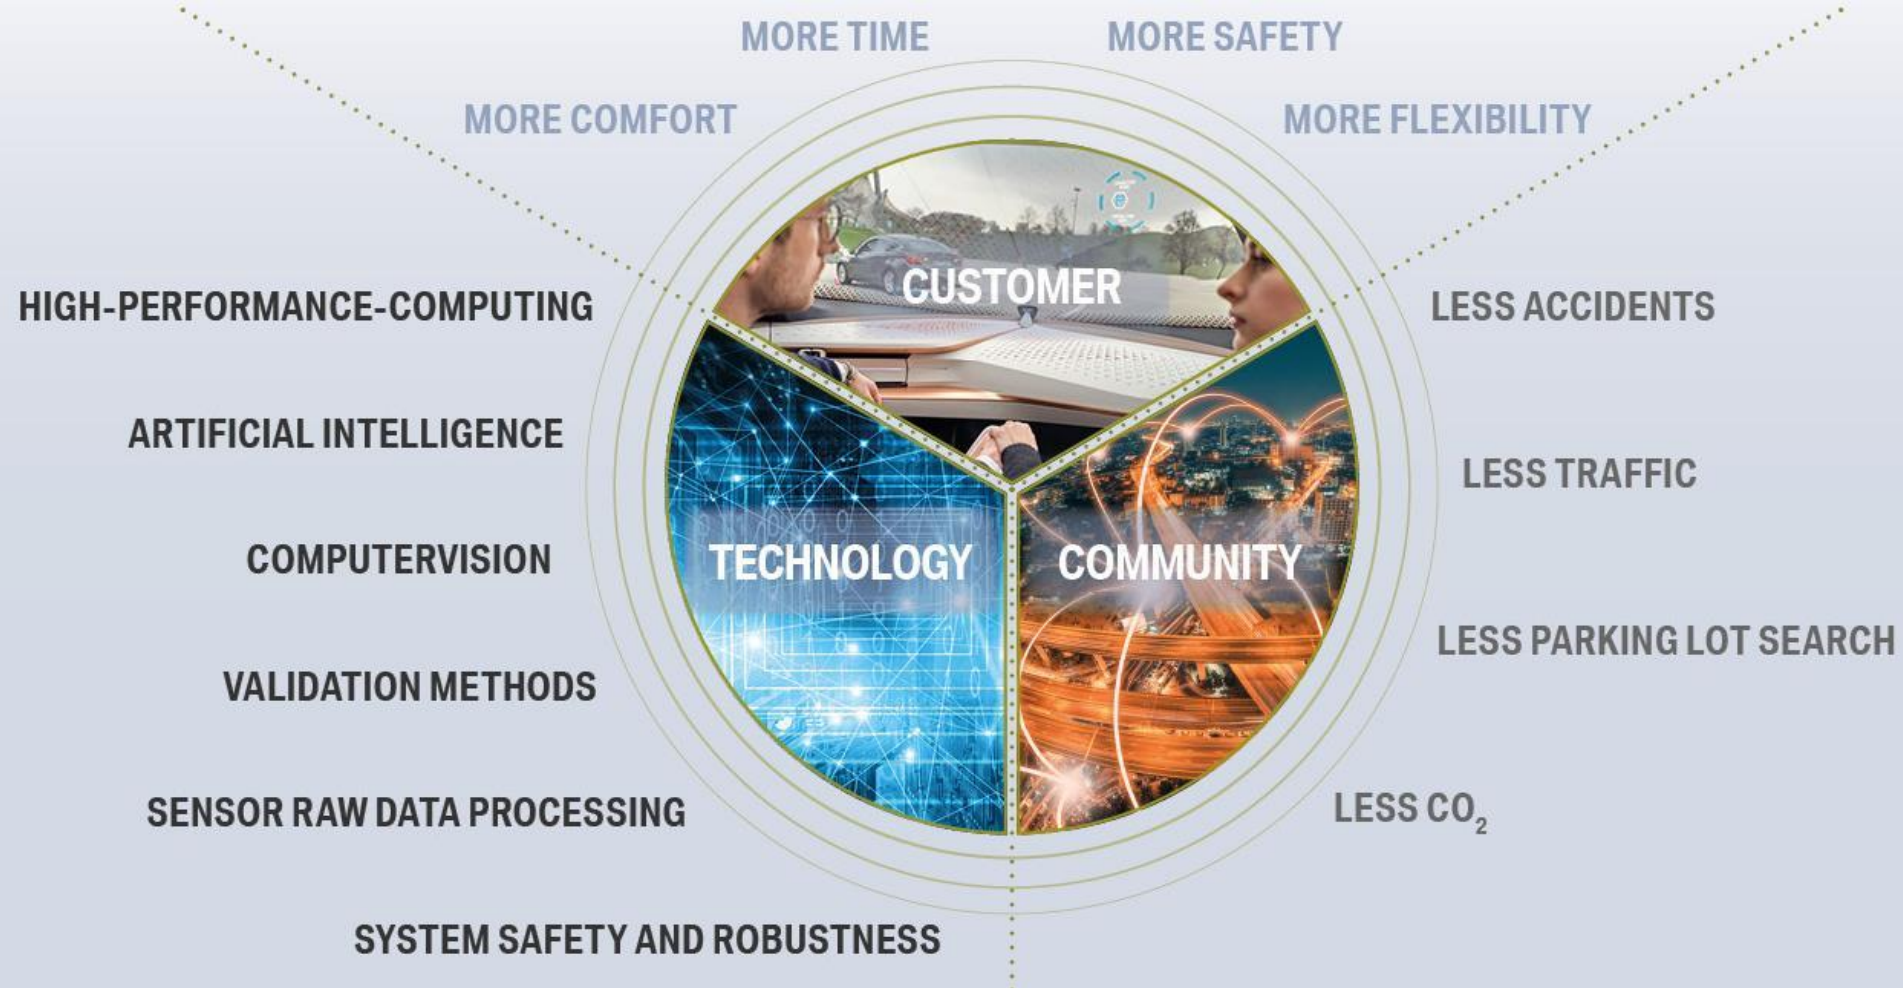 MORE TIME
MORE SAFETY
MORE COMFORT
MORE FLEXIBILITY
CUSTOMER
HIGH-PERFORMANCE-COMPUTING
ARTIFICIAL INTELLIGENCE
COMPUTERVISION
VALIDATION METHODS
SENSOR RAW DATA PROCESSING
SYSTEM SAFETY AND ROBUSTNESS
TECHNOLOGY
COMMUNITY
LESS ACCIDENTS
LESS TRAFFIC
LESS PARKING LOT SEARCH
LESS CO₂